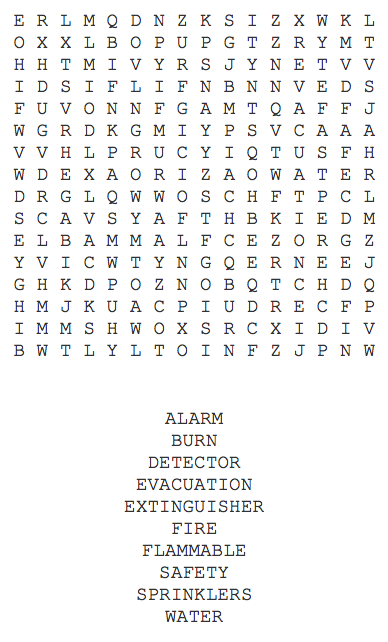 E R L M Q D N Z K S I Z X W K L
O X X L B O P U P G T Z R Y M T
H H T M I V Y R S J Y N E T V V
I D S I F L I F N B N N V E D S
F U V O N N F G A M T Q A F F J
W G R D K G M I Y P S V C A A A
V V H L P R U C Y I Q T U S F H
W D E X A O R I Z A O W A T E R
D R G L Q W W O S C H F T P C L
S C A V S Y A F T H B K I E D M
E L B A M M A L F C E Z O R G Z
Y V I C W T Y N G Q E R N E E J
G H K D P O Z N O B Q T C H D Q
H M J K U A C P I U D R E C F P
I M M S H W O X S R C X I D I V
B W T L Y L T O I N F Z J P N W
ALARM
BURN
DETECTOR
EVACUATION
EXTINGUISHER
FIRE
FLAMMABLE
SAFETY
SPRINKLERS
WATER